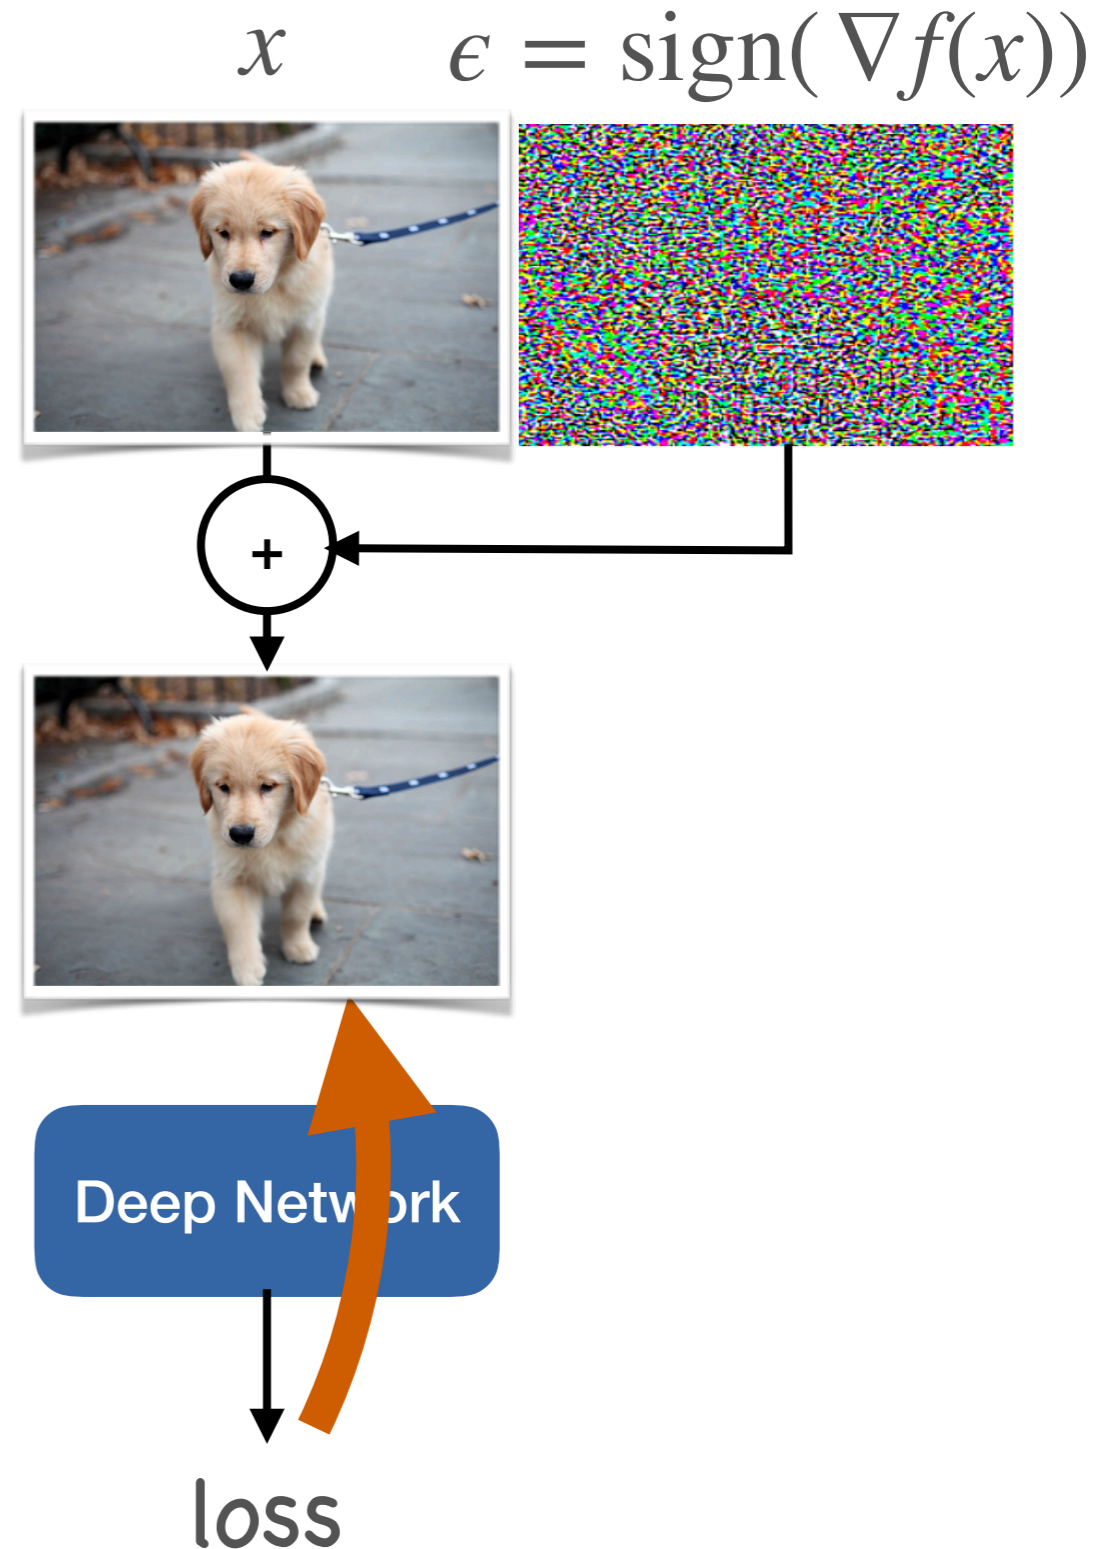 x ϵ = sign( ∇f(x))
+
Deep Network
loss